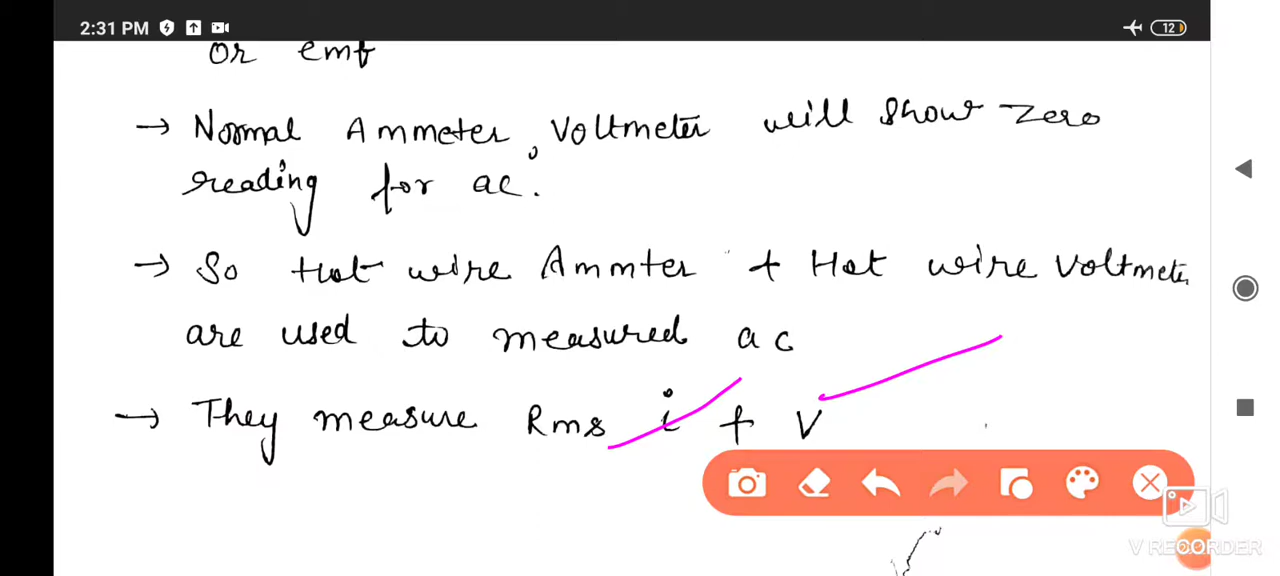 2:31 PM
12
or emf
→ Normal Ammeter, Voltmeter will show zero
reading for ac.
→ So Hot wire Ammter + Hot wire Voltmeter
are used to measured ac
→ They measure Rms i + V
V RECORDER